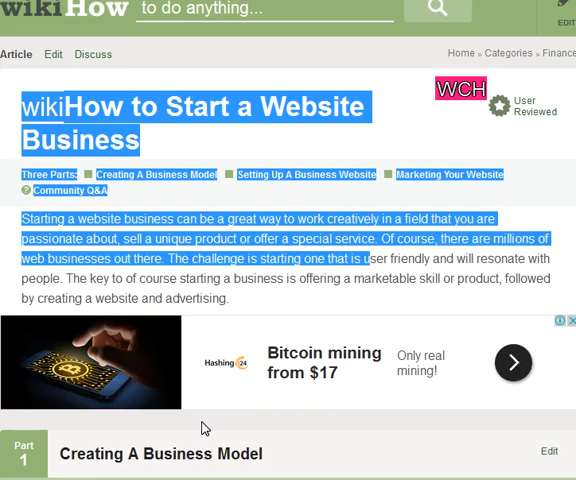 wikiHow to do anything...
EDIT
Article Edit Discuss Home » Categories » Finance
WCH
wikiHow to Start a Website
Business
User
Reviewed
Three Parts: Creating A Business Model Setting Up A Business Website Marketing Your Website
? Community Q&A
Starting a website business can be a great way to work creatively in a field that you are
passionate about, sell a unique product or offer a special service. Of course, there are millions of
web businesses out there. The challenge is starting one that is user friendly and will resonate with
people. The key to of course starting a business is offering a marketable skill or product, followed
by creating a website and advertising.
Hashing24
Bitcoin mining
from $17
Only real
mining!
Part
1
Creating A Business Model
Edit